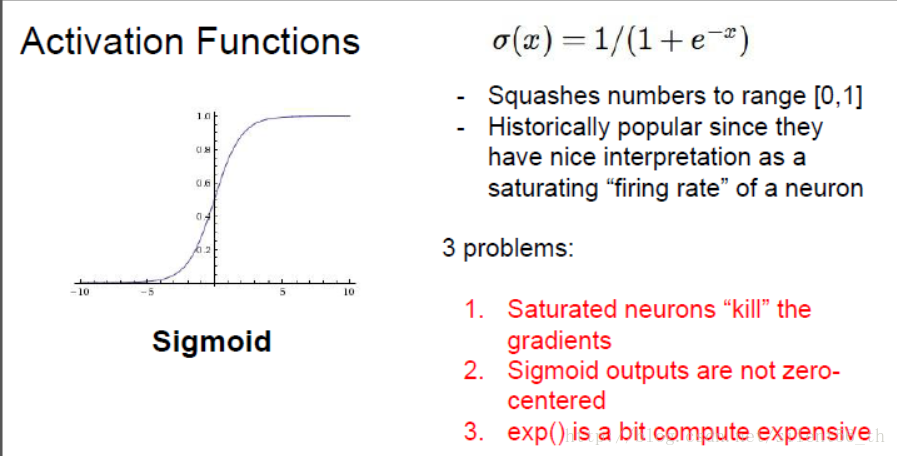 Activation Functions
σ(x) = 1/(1 + e⁻ˣ)
- Squashes numbers to range [0,1]
- Historically popular since they
have nice interpretation as a
saturating “firing rate” of a neuron
1.0
0.8
0.6
0.4
0.2
-10
-5
5
10
Sigmoid
3 problems:
1. Saturated neurons “kill” the
gradients
2. Sigmoid outputs are not zero-
centered
3. exp() is a bit compute expensive